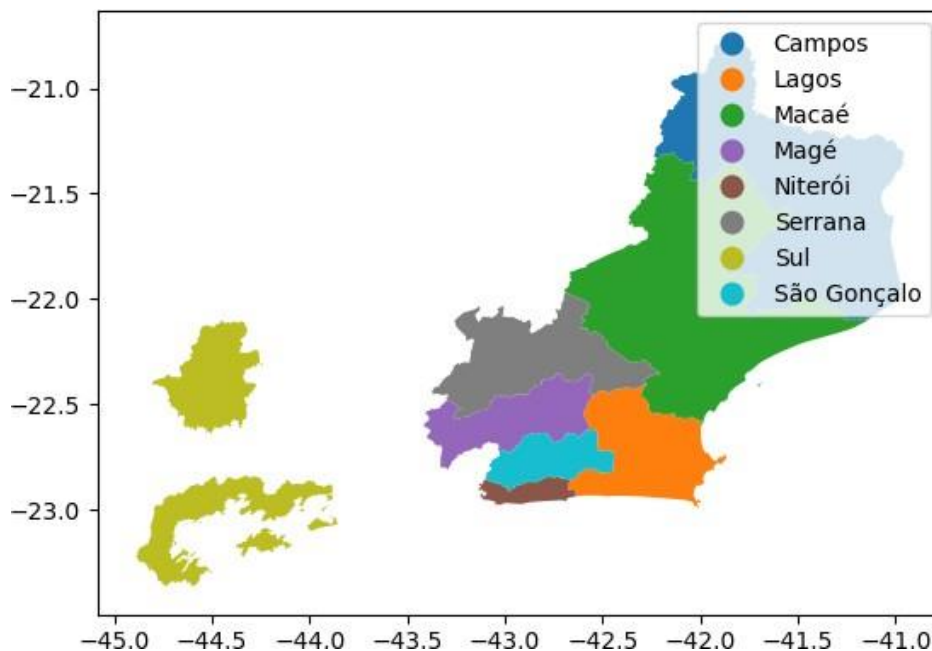 Campos
Lagos
Macaé
Magé
Niterói
Serrana
Sul
São Gonçalo
−21.0
−21.5
−22.0
−22.5
−23.0
−45.0 −44.5 −44.0 −43.5 −43.0 −42.5 −42.0 −41.5 −41.0